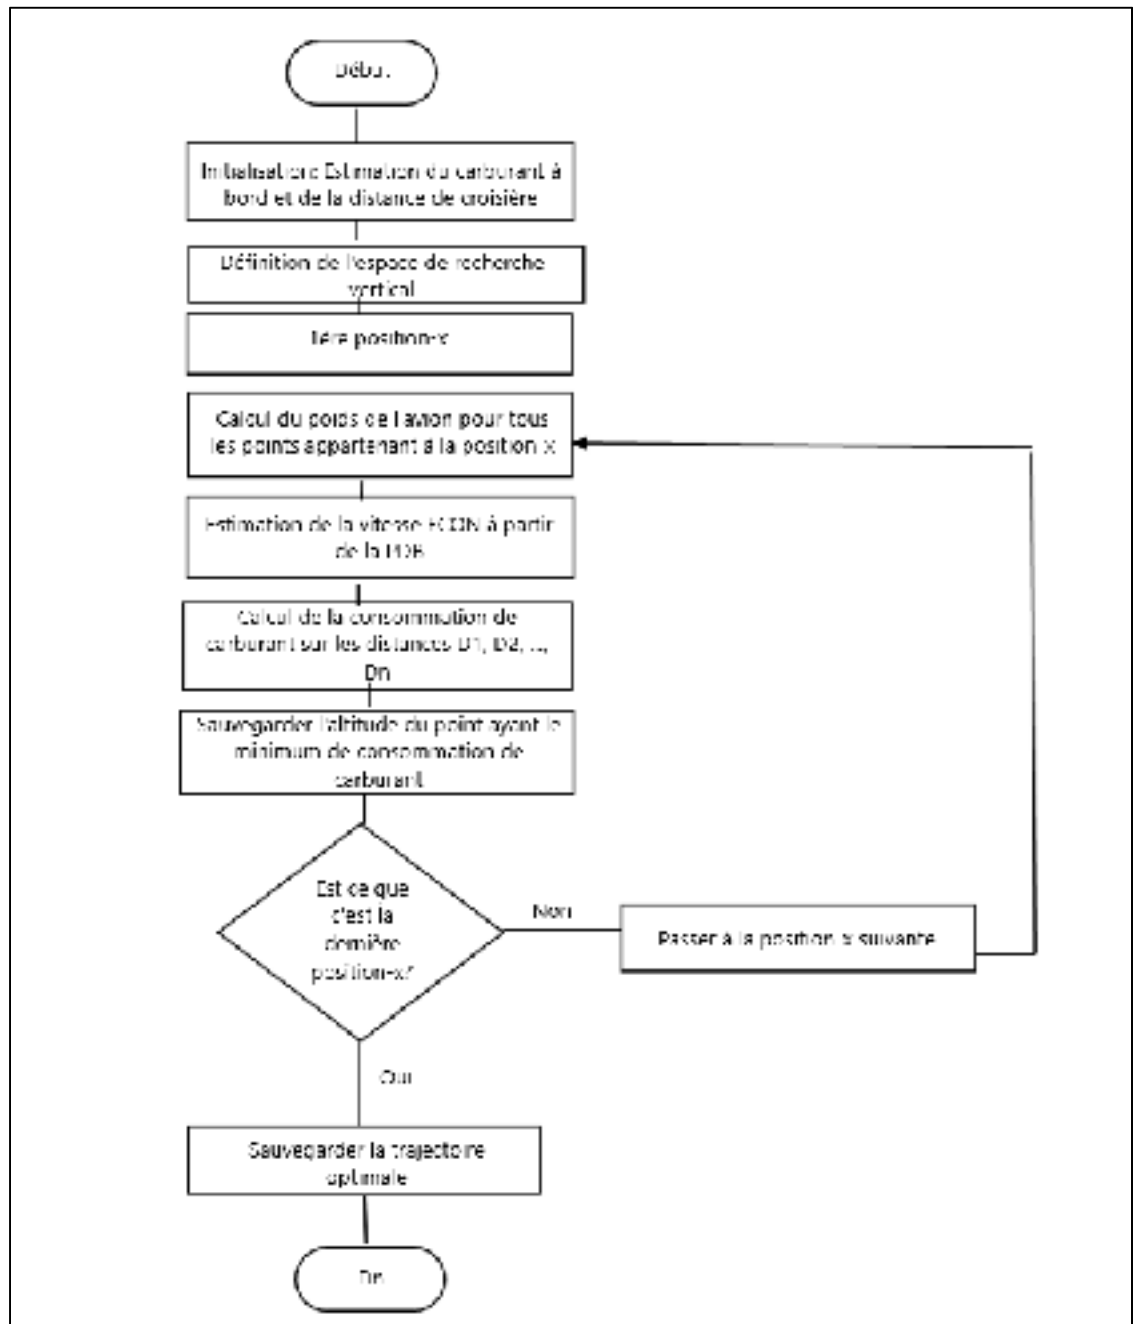 Début
Initialisation: Estimation du carburant à
bord et de la distance de croisière
Définition de l'espace de recherche
vertical
1ère position-x
Calcul du poids de l'avion pour tous
les points appartenant à la position-x
Estimation de la vitesse ECON à partir
de la PDB
Calcul de la consommation de
carburant sur les distances D1, D2, ...,
Dn
Sauvegarder l'altitude du point ayant le
minimum de consommation de
carburant
Est ce que
c'est la
dernière
position-x?
Non
Passer à la position x suivante
Oui
Sauvegarder la trajectoire
optimale
Fin